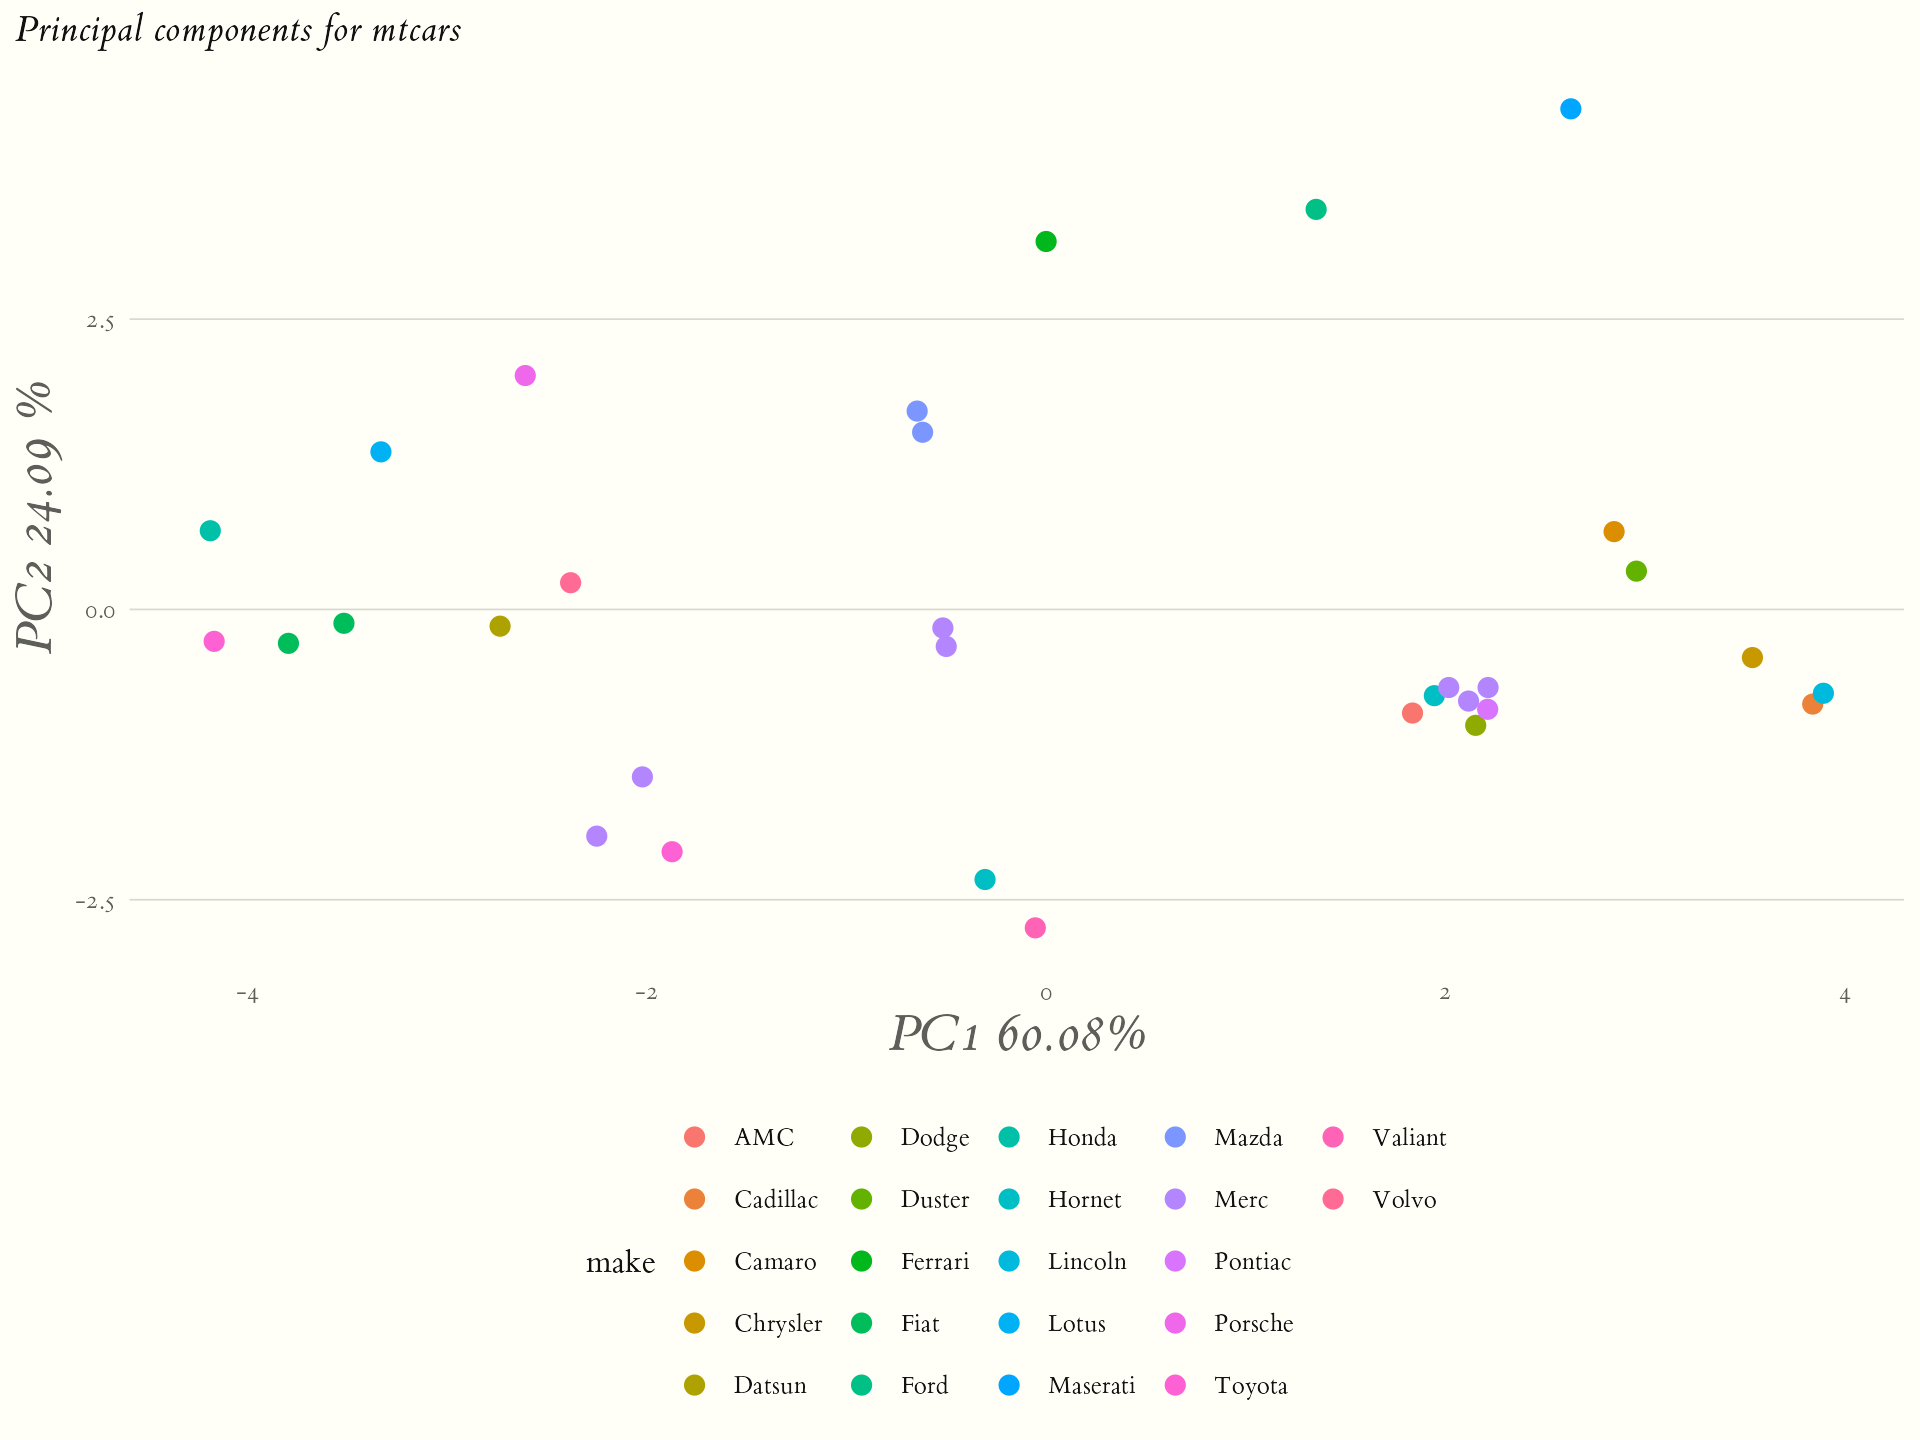 Principal components for mtcars
2.5
0.0
-2.5
PC2 24.09 %
-4 -2 0 2 4
PC1 60.08%
make
AMC Dodge Honda Mazda Valiant
Cadillac Duster Hornet Merc Volvo
Camaro Ferrari Lincoln Pontiac
Chrysler Fiat Lotus Porsche
Datsun Ford Maserati Toyota